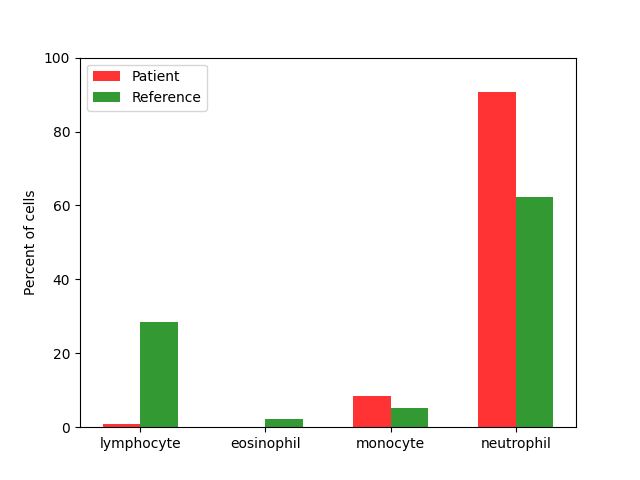 100
80
60
40
20
0
Percent of cells
Patient
Reference
lymphocyte
eosinophil
monocyte
neutrophil